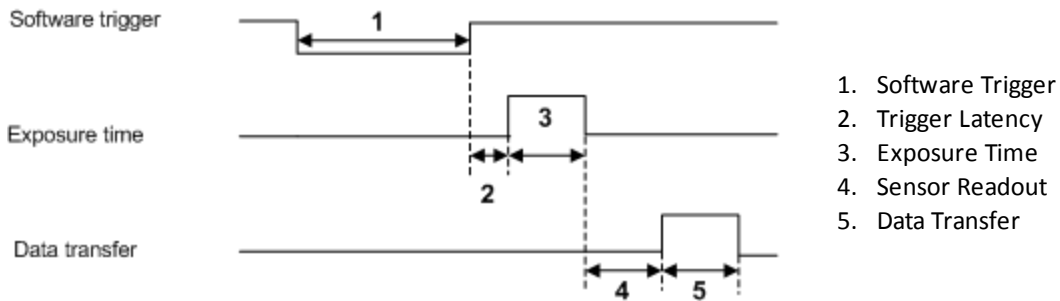 Software trigger
1
Exposure time
3
2
Data transfer
4
5
1. Software Trigger
2. Trigger Latency
3. Exposure Time
4. Sensor Readout
5. Data Transfer